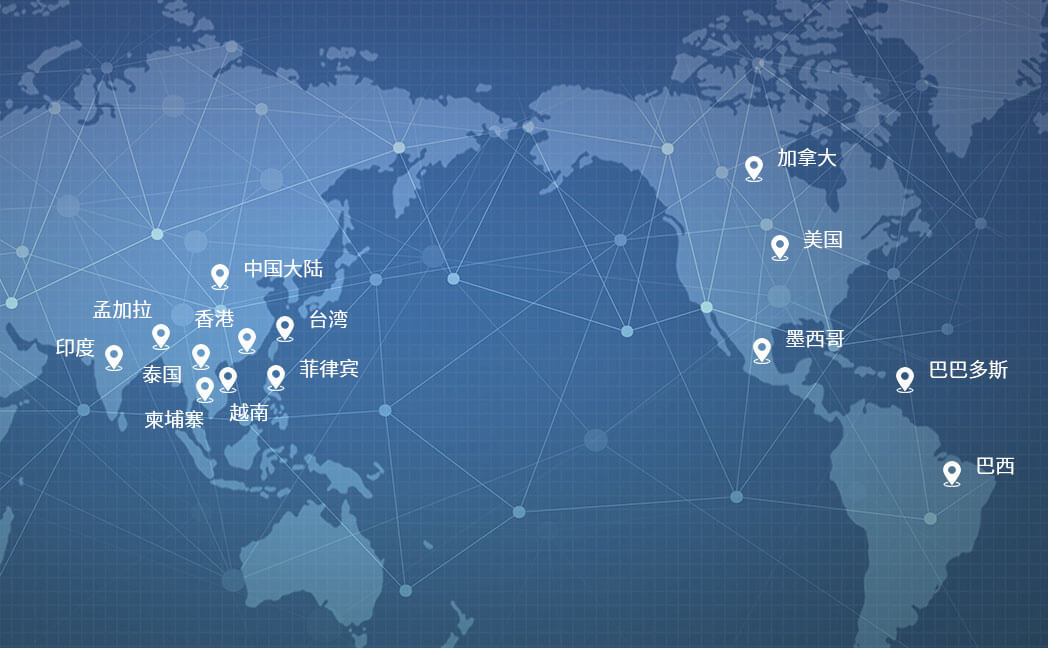 加拿大
美国
中国大陆
孟加拉
香港
台湾
印度
墨西哥
泰国
菲律宾
巴巴多斯
柬埔寨
越南
巴西